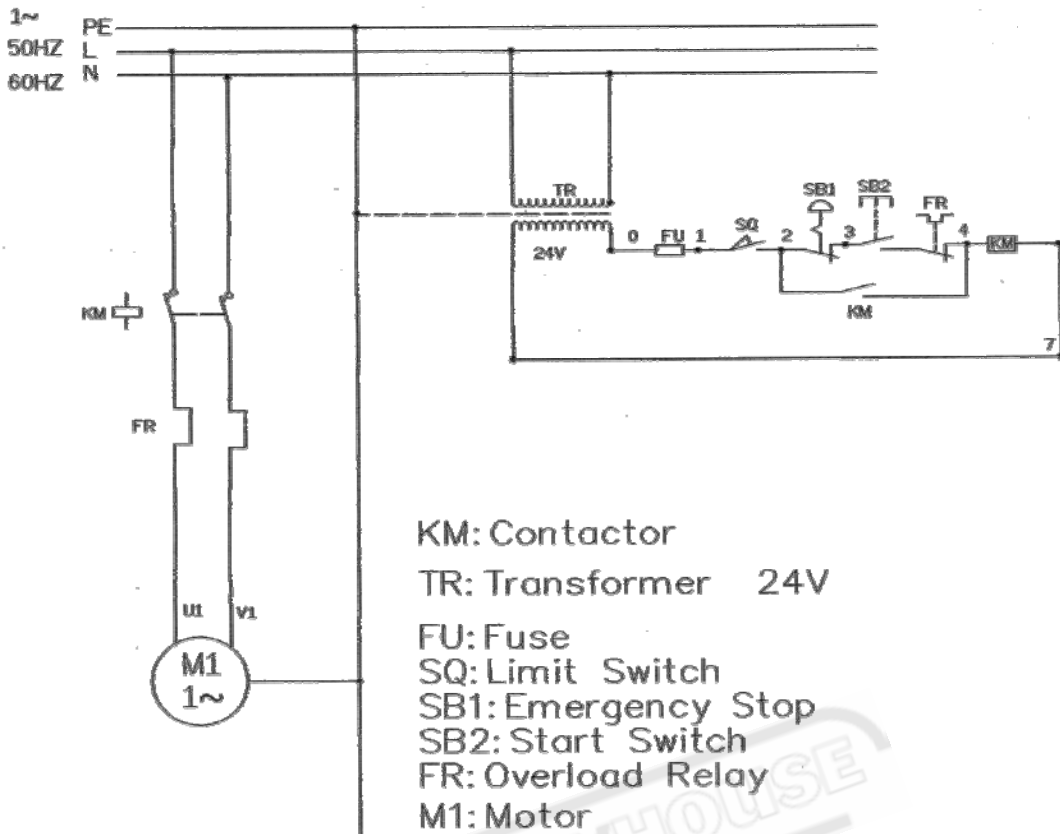 1~
PE
50HZ L
N
60HZ
TR
24V
0 FU 1 SQ 2 SB1 3 SB2 FR 4 KM
KM
7
KM
FR
U1 V1
M1
1~
KM: Contactor
TR: Transformer 24V
FU: Fuse
SQ: Limit Switch
SB1: Emergency Stop
SB2: Start Switch
FR: Overload Relay
M1: Motor
HOUSE